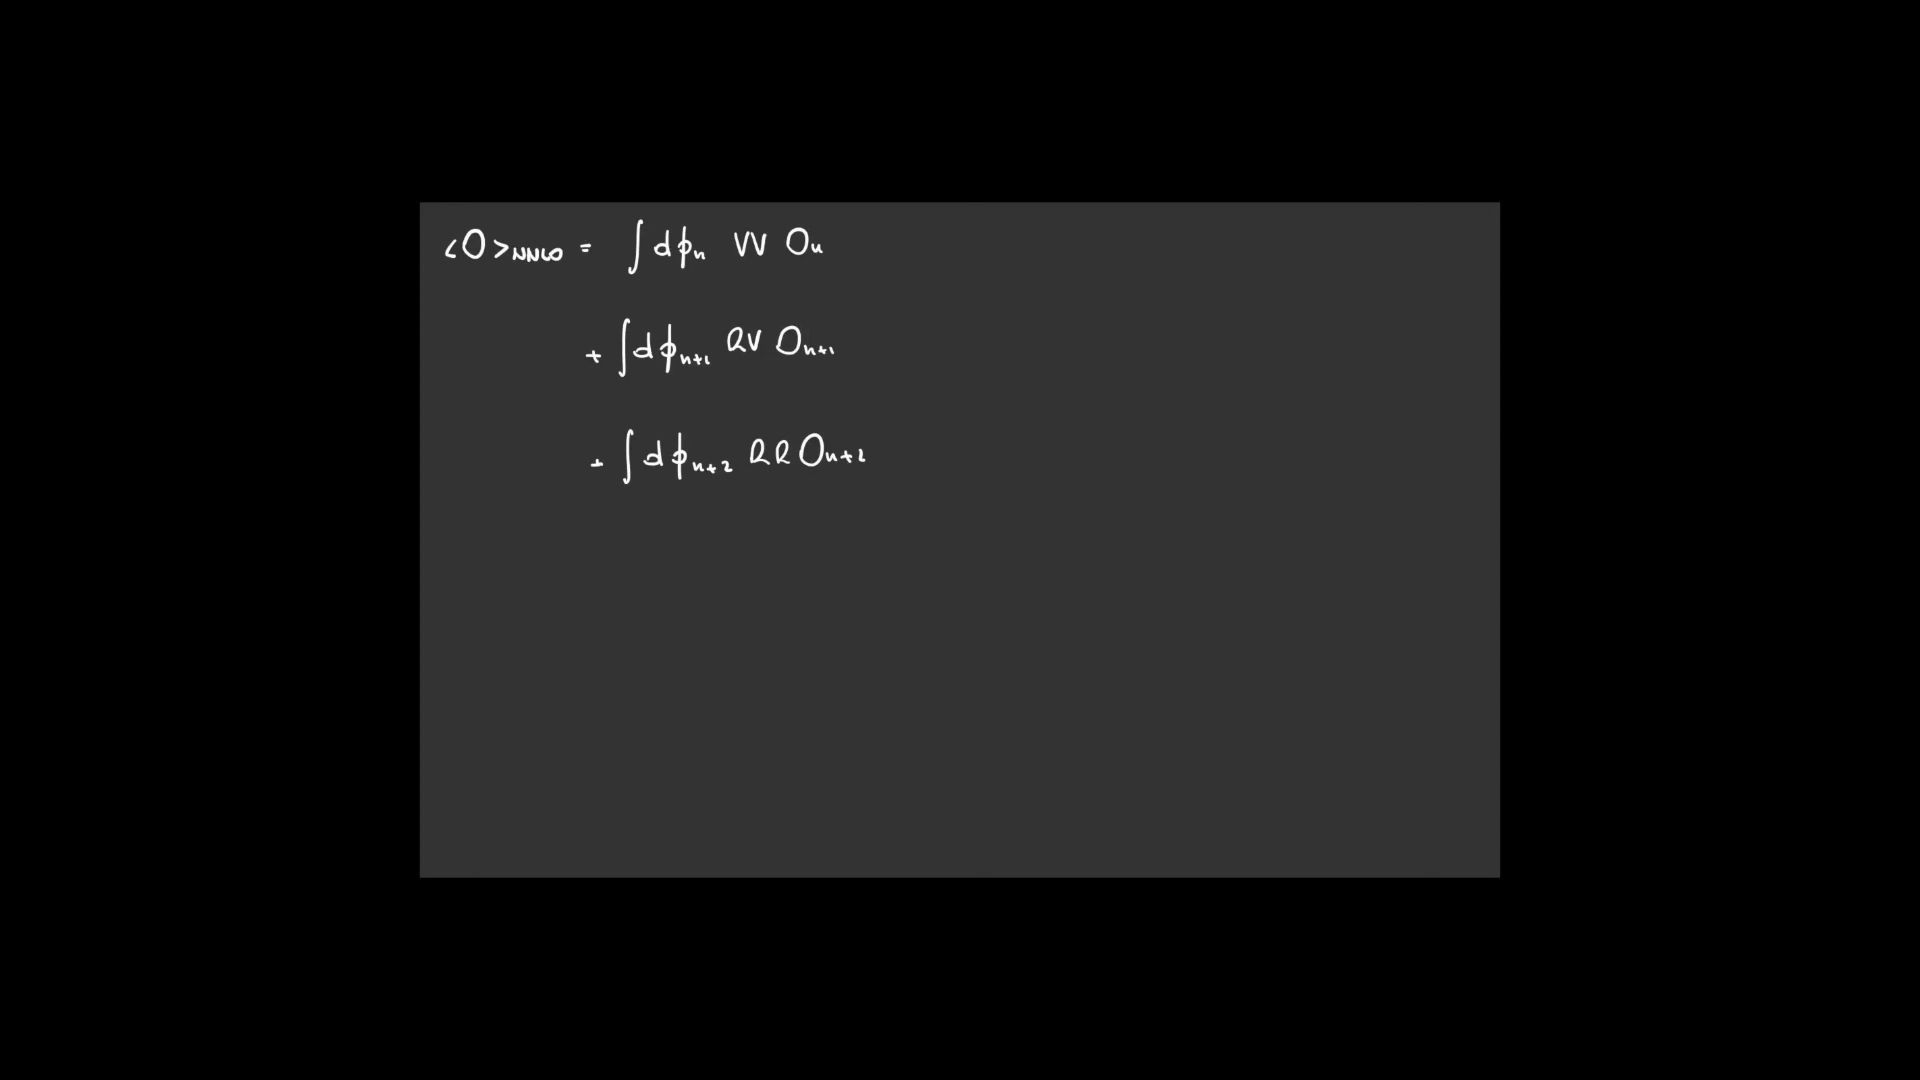 <O>ₙₙₗₒ = ∫ dϕₙ VV Oₙ
+ ∫ dϕₙ₊₁ RV Oₙ₊₁
+ ∫ dϕₙ₊₂ RR Oₙ₊₂